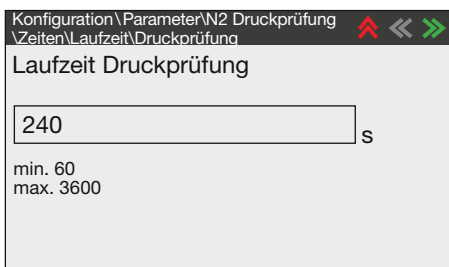 Konfiguration\Parameter\N2 Druckprüfung
\Zeiten\Laufzeit\Druckprüfung
Laufzeit Druckprüfung
240
s
min. 60
max. 3600